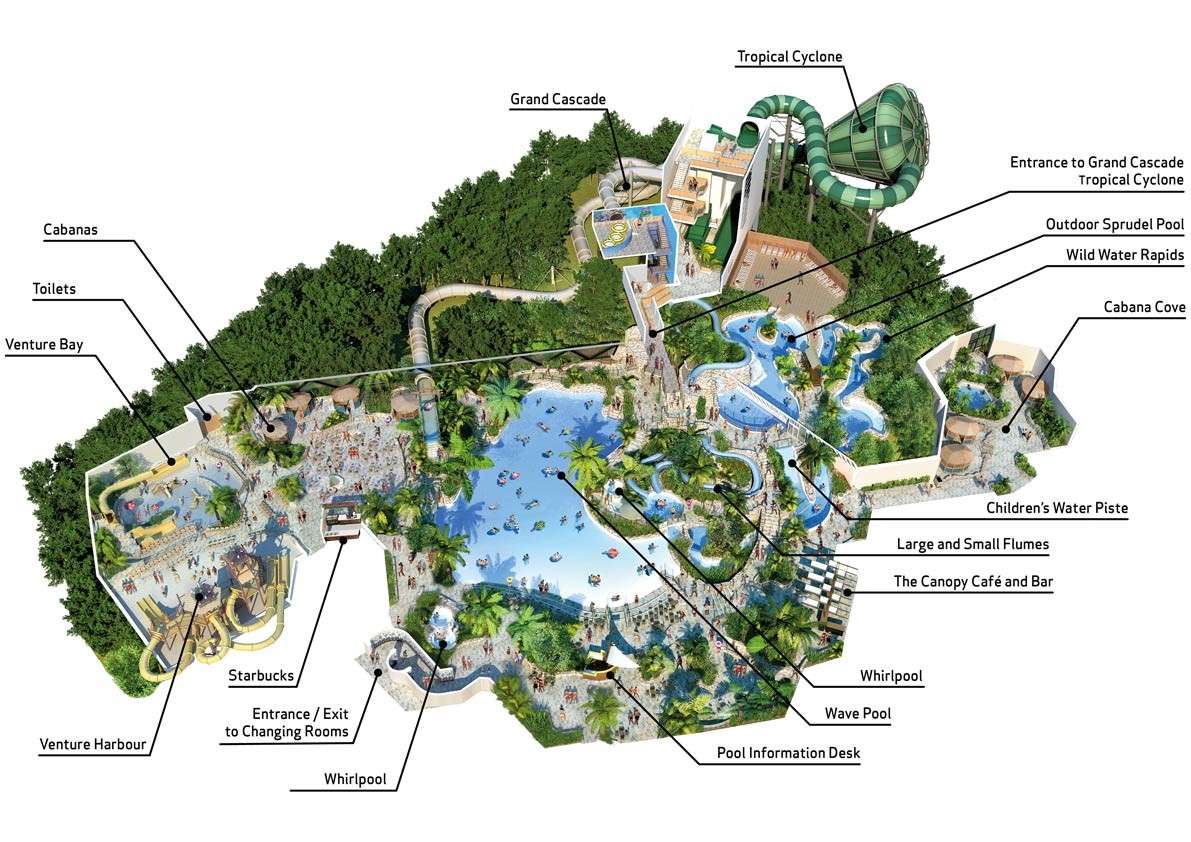 Tropical Cyclone
Grand Cascade
Entrance to Grand Cascade
Tropical Cyclone
Outdoor Sprudel Pool
Cabanas
Wild Water Rapids
Toilets
Cabana Cove
Venture Bay
Children's Water Piste
Large and Small Flumes
The Canopy Café and Bar
Starbucks
Whirlpool
Entrance / Exit
to Changing Rooms
Wave Pool
Venture Harbour
Pool Information Desk
Whirlpool